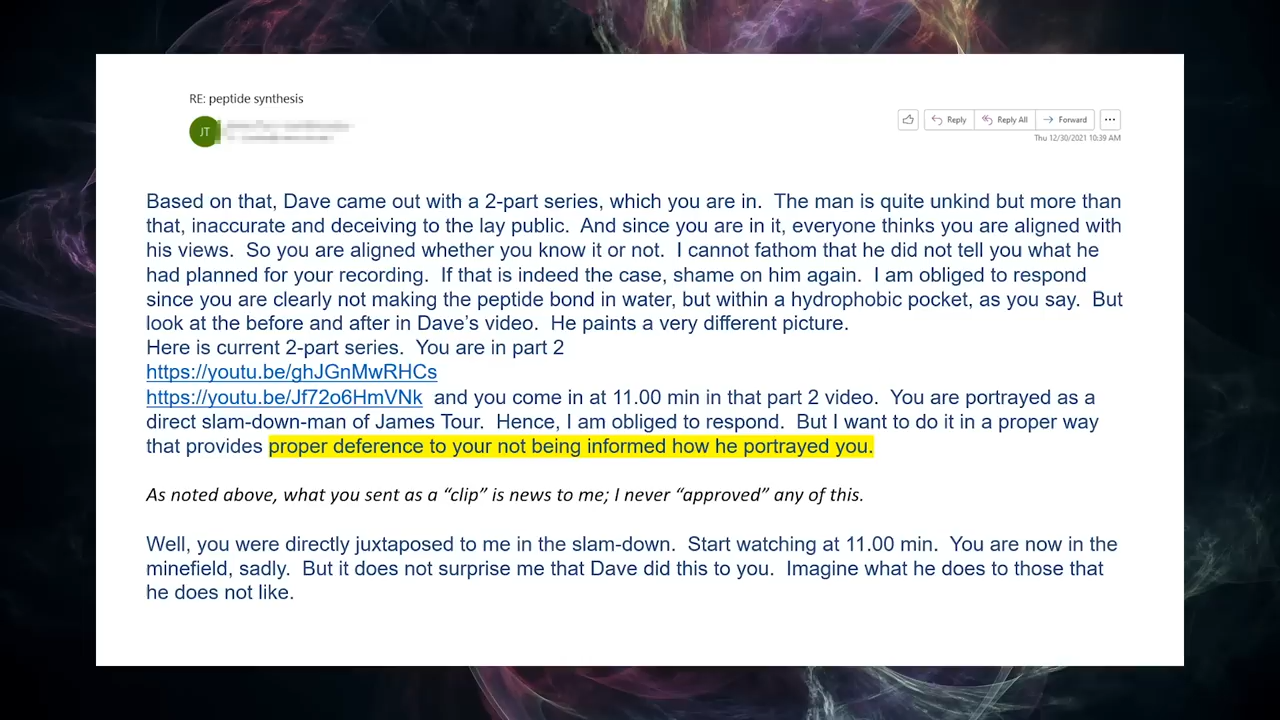 RE: peptide synthesis
JT
Reply
Reply All
Forward
...
Thu 12/30/2021 10:39 AM
Based on that, Dave came out with a 2-part series, which you are in.  The man is quite unkind but more than
that, inaccurate and deceiving to the lay public.  And since you are in it, everyone thinks you are aligned with
his views.  So you are aligned whether you know it or not.  I cannot fathom that he did not tell you what he
had planned for your recording.  If that is indeed the case, shame on him again.  I am obliged to respond
since you are clearly not making the peptide bond in water, but within a hydrophobic pocket, as you say.  But
look at the before and after in Dave’s video.  He paints a very different picture.
Here is current 2-part series.  You are in part 2
https://youtu.be/ghJGnMwRHCs
https://youtu.be/Jf72o6HmVNk  and you come in at 11.00 min in that part 2 video.  You are portrayed as a
direct slam-down-man of James Tour.  Hence, I am obliged to respond.  But I want to do it in a proper way
that provides proper deference to your not being informed how he portrayed you.
As noted above, what you sent as a “clip” is news to me; I never “approved” any of this.
Well, you were directly juxtaposed to me in the slam-down.  Start watching at 11.00 min.  You are now in the
minefield, sadly.  But it does not surprise me that Dave did this to you.  Imagine what he does to those that
he does not like.